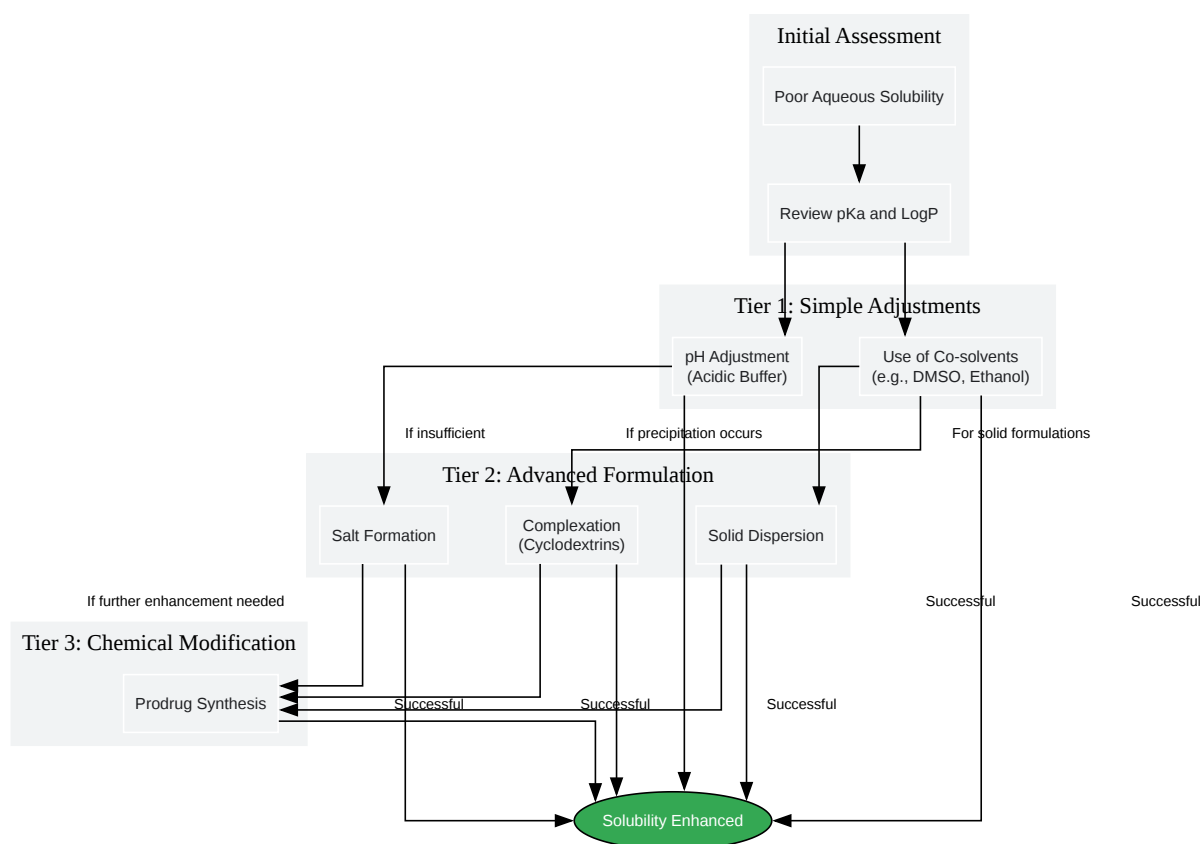 Initial Assessment
Poor Aqueous Solubility
Review pKa and LogP
Tier 1: Simple Adjustments
pH Adjustment
(Acidic Buffer)
Use of Co-solvents
(e.g., DMSO, Ethanol)
If insufficient
If precipitation occurs
For solid formulations
Tier 2: Advanced Formulation
Salt Formation
Complexation
(Cyclodextrins)
Solid Dispersion
If further enhancement needed
Successful
Successful
Tier 3: Chemical Modification
Prodrug Synthesis
Successful
Successful
Successful
Solubility Enhanced